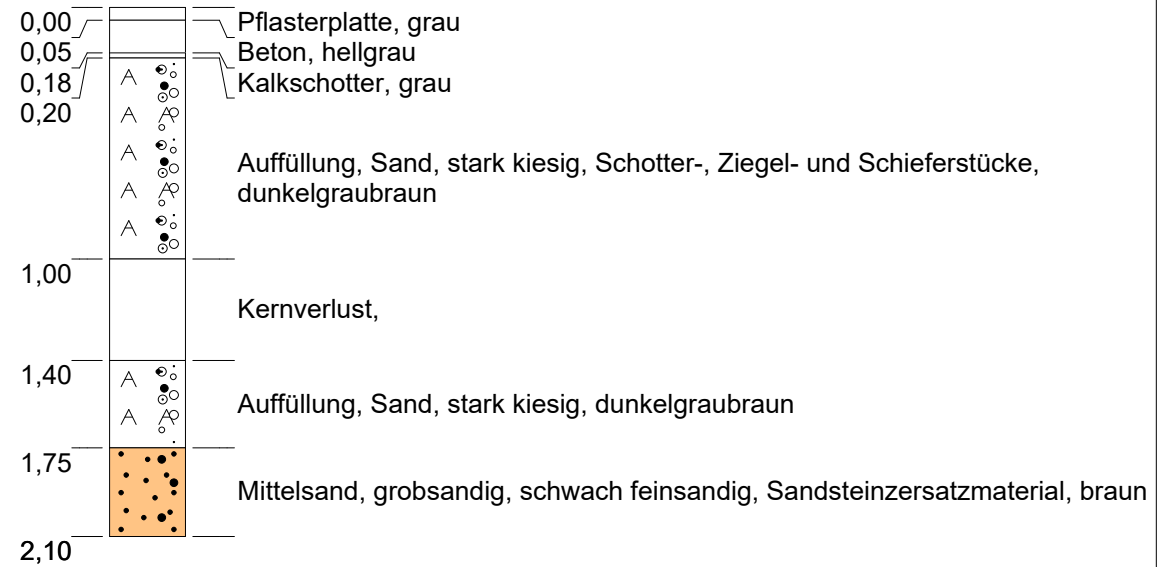 0,00 Pflasterplatte, grau
0,05 Beton, hellgrau
0,18 Kalkschotter, grau
0,20
Auffüllung, Sand, stark kiesig, Schotter-, Ziegel- und Schieferstücke,
dunkelgraubraun
1,00
Kernverlust,
1,40
Auffüllung, Sand, stark kiesig, dunkelgraubraun
1,75
Mittelsand, grobsandig, schwach feinsandig, Sandsteinzersatzmaterial, braun
2,10